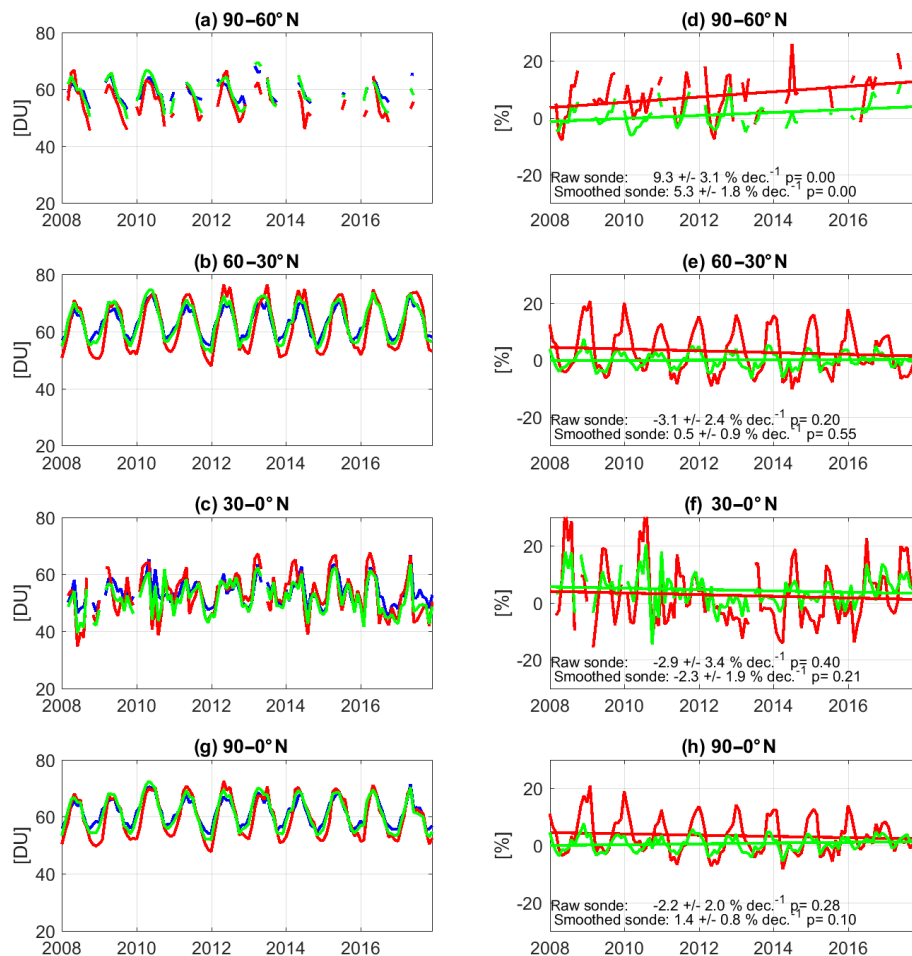 (a) 90−60° N
[DU]
80
60
40
20
2008 2010 2012 2014 2016
(d) 90−60° N
[%]
20
0
-20
Raw sonde: 9.3 +/- 3.1 % dec.⁻¹ p= 0.00
Smoothed sonde: 5.3 +/- 1.8 % dec.⁻¹ p= 0.00
2008 2010 2012 2014 2016
(b) 60−30° N
[DU]
80
60
40
20
2008 2010 2012 2014 2016
(e) 60−30° N
[%]
20
0
-20
Raw sonde: -3.1 +/- 2.4 % dec.⁻¹ p= 0.20
Smoothed sonde: 0.5 +/- 0.9 % dec.⁻¹ p= 0.55
2008 2010 2012 2014 2016
(c) 30−0° N
[DU]
80
60
40
20
2008 2010 2012 2014 2016
(f) 30−0° N
[%]
20
0
-20
Raw sonde: -2.9 +/- 3.4 % dec.⁻¹ p= 0.40
Smoothed sonde: -2.3 +/- 1.9 % dec.⁻¹ p= 0.21
2008 2010 2012 2014 2016
(g) 90−0° N
[DU]
80
60
40
20
2008 2010 2012 2014 2016
(h) 90−0° N
[%]
20
0
-20
Raw sonde: -2.2 +/- 2.0 % dec.⁻¹ p= 0.28
Smoothed sonde: 1.4 +/- 0.8 % dec.⁻¹ p= 0.10
2008 2010 2012 2014 2016